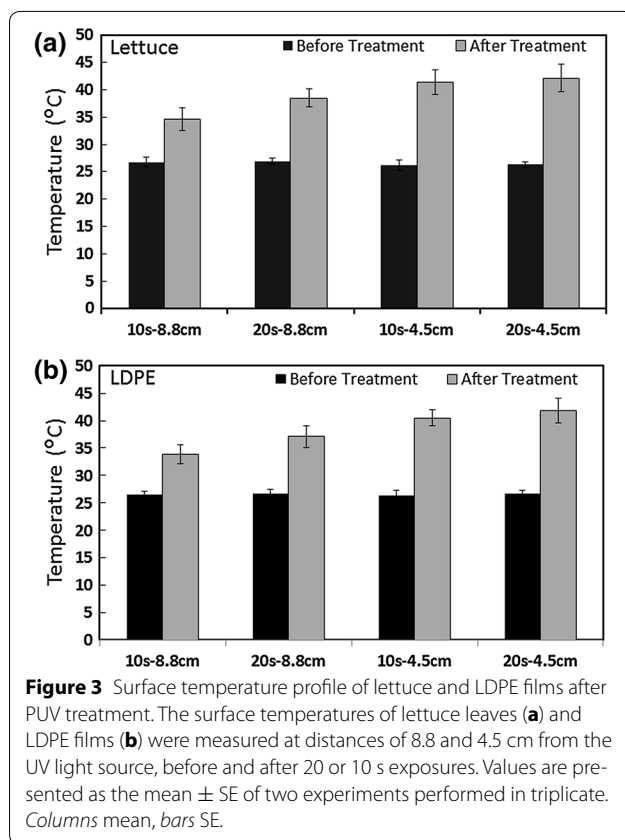 (a)
Lettuce
■ Before Treatment ■ After Treatment
Temperature (°C)
50
45
40
35
30
25
20
15
10
5
0
10s-8.8cm 20s-8.8cm 10s-4.5cm 20s-4.5cm
(b)
LDPE
■ Before Treatment ■ After Treatment
Temperature (°C)
50
45
40
35
30
25
20
15
10
5
0
10s-8.8cm 20s-8.8cm 10s-4.5cm 20s-4.5cm
Figure 3 Surface temperature profile of lettuce and LDPE films after
PUV treatment. The surface temperatures of lettuce leaves (a) and
LDPE films (b) were measured at distances of 8.8 and 4.5 cm from the
UV light source, before and after 20 or 10 s exposures. Values are pre-
sented as the mean ± SE of two experiments performed in triplicate.
Columns mean, bars SE.